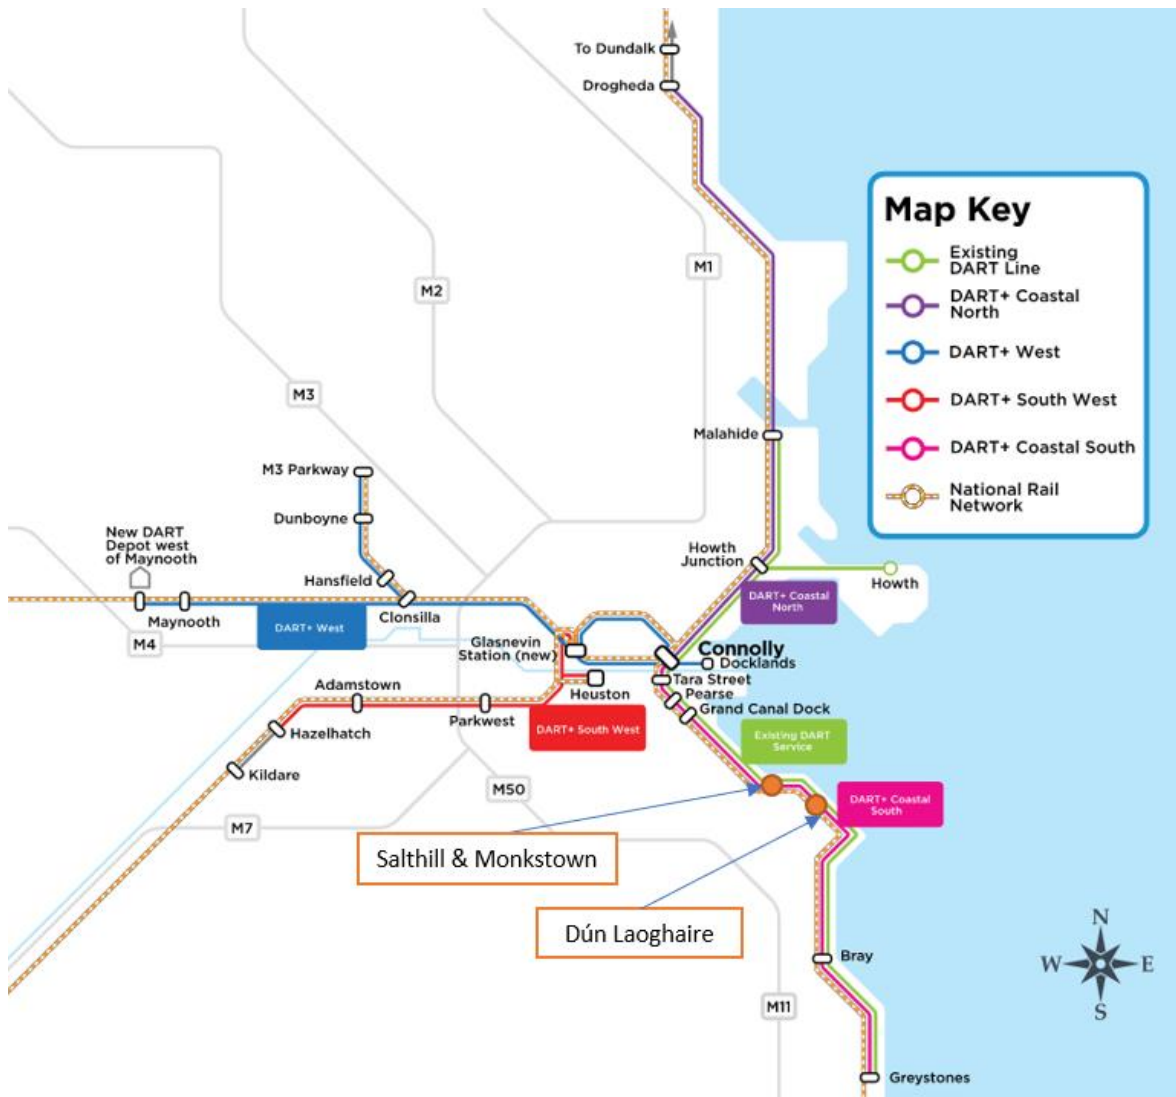 To Dundalk
Drogheda
Map Key
Existing
DART Line
DART+ Coastal
North
DART+ West
DART+ South West
DART+ Coastal South
National Rail
Network
M1
M2
M3
Malahide
M3 Parkway
Dunboyne
New DART
Depot west
of Maynooth
Hansfield
Howth
Junction
Howth
Maynooth
Clonsilla
DART+ West
DART+ Coastal
North
M4
Glasnevin
Station (new)
Connolly
Docklands
Tara Street
Pearse
Grand Canal Dock
Heuston
Adamstown
Parkwest
Hazelhatch
DART+ South West
Existing DART
Service
Kildare
M50
DART+ Coastal
South
M7
Salthill & Monkstown
Dún Laoghaire
Bray
N
W
E
S
M11
Greystones